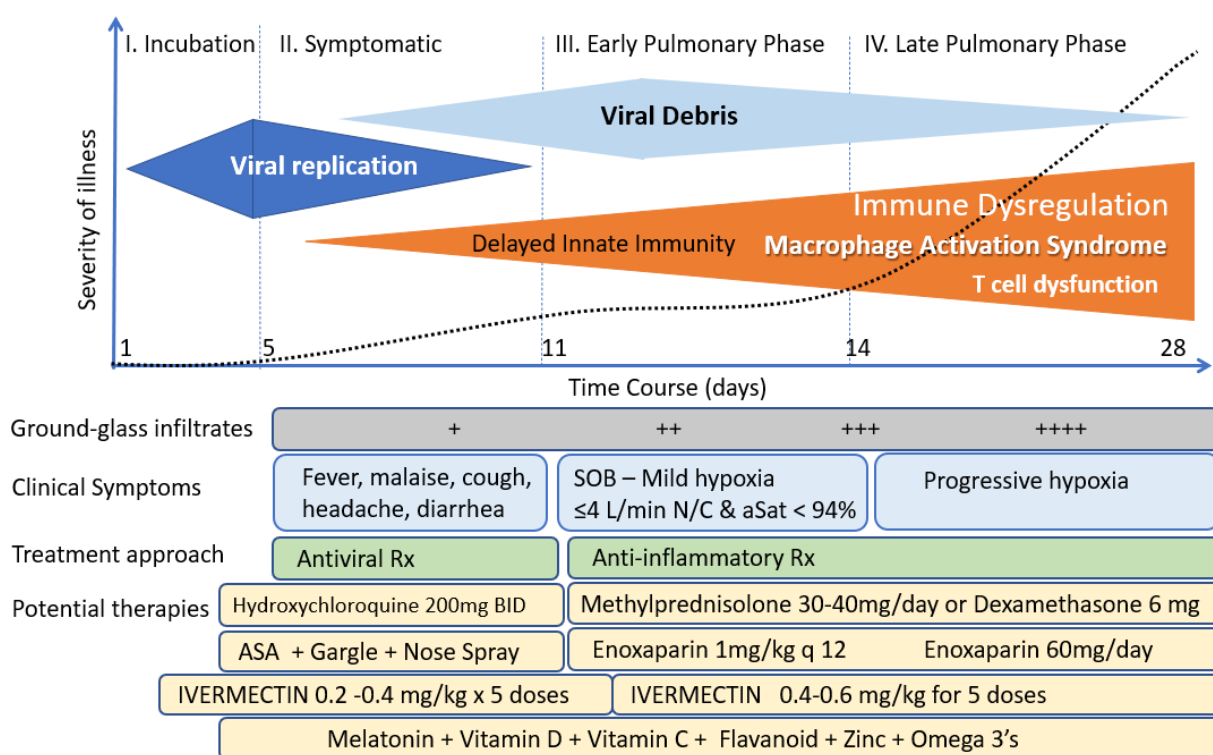 I. Incubation
II. Symptomatic
III. Early Pulmonary Phase
IV. Late Pulmonary Phase
Severity of illness
Viral Debris
Viral replication
Immune Dysregulation
Delayed Innate Immunity
Macrophage Activation Syndrome
T cell dysfunction
1
5
11
14
28
Time Course (days)
Ground-glass infiltrates
+
++
+++
++++
Clinical Symptoms
Fever, malaise, cough,
headache, diarrhea
SOB – Mild hypoxia
≤4 L/min N/C & aSat < 94%
Progressive hypoxia
Treatment approach
Antiviral Rx
Anti-inflammatory Rx
Potential therapies
Hydroxychloroquine 200mg BID
Methylprednisolone 30-40mg/day or Dexamethasone 6 mg
ASA + Gargle + Nose Spray
Enoxaparin 1mg/kg q 12
Enoxaparin 60mg/day
IVERMECTIN 0.2 -0.4 mg/kg x 5 doses
IVERMECTIN 0.4-0.6 mg/kg for 5 doses
Melatonin + Vitamin D + Vitamin C + Flavanoid + Zinc + Omega 3's